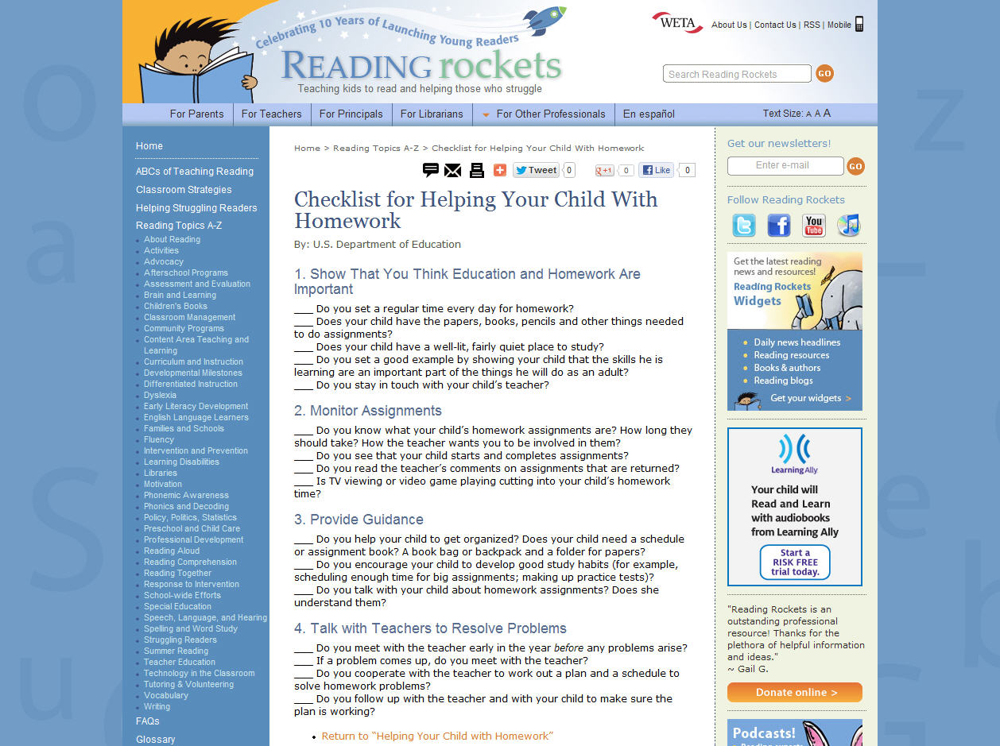 Celebrating 10 Years of Launching Young Readers
READING rockets
Teaching kids to read and helping those who struggle
WETA
About Us | Contact Us | RSS | Mobile
Search Reading Rockets
GO
For Parents
For Teachers
For Principals
For Librarians
For Other Professionals
En español
Text Size: A A A
Home
ABCs of Teaching Reading
Classroom Strategies
Helping Struggling Readers
Reading Topics A-Z
About Reading
Activities
Advocacy
Afterschool Programs
Assessment and Evaluation
Brain and Learning
Children's Books
Classroom Management
Community Programs
Content Area Teaching and
Learning
Curriculum and Instruction
Developmental Milestones
Differentiated Instruction
Dyslexia
Early Literacy Development
English Language Learners
Families and Schools
Fluency
Intervention and Prevention
Learning Disabilities
Libraries
Motivation
Phonemic Awareness
Phonics and Decoding
Policy, Politics, Statistics
Preschool and Child Care
Professional Development
Reading Aloud
Reading Comprehension
Reading Together
Response to Intervention
School-wide Efforts
Special Education
Speech, Language, and Hearing
Spelling and Word Study
Struggling Readers
Summer Reading
Teacher Education
Technology in the Classroom
Tutoring & Volunteering
Vocabulary
Writing
FAQs
Glossary
Home > Reading Topics A-Z > Checklist for Helping Your Child With Homework
Tweet 0
+1 0
Like 0
Checklist for Helping Your Child With
Homework
By: U.S. Department of Education
1. Show That You Think Education and Homework Are
Important
___ Do you set a regular time every day for homework?
___ Does your child have the papers, books, pencils and other things needed
to do assignments?
___ Does your child have a well-lit, fairly quiet place to study?
___ Do you set a good example by showing your child that the skills he is
learning are an important part of the things he will do as an adult?
___ Do you stay in touch with your child's teacher?
2. Monitor Assignments
___ Do you know what your child's homework assignments are? How long they
should take? How the teacher wants you to be involved in them?
___ Do you see that your child starts and completes assignments?
___ Do you read the teacher's comments on assignments that are returned?
___ Is TV viewing or video game playing cutting into your child's homework
time?
3. Provide Guidance
___ Do you help your child to get organized? Does your child need a schedule
or assignment book? A book bag or backpack and a folder for papers?
___ Do you encourage your child to develop good study habits (for example,
scheduling enough time for big assignments; making up practice tests)?
___ Do you talk with your child about homework assignments? Does she
understand them?
4. Talk with Teachers to Resolve Problems
___ Do you meet with the teacher early in the year before any problems arise?
___ If a problem comes up, do you meet with the teacher?
___ Do you cooperate with the teacher to work out a plan and a schedule to
solve homework problems?
___ Do you follow up with the teacher and with your child to make sure the
plan is working?
Return to “Helping Your Child with Homework”
Get our newsletters!
Enter e-mail
GO
Follow Reading Rockets
You
Tube
Get the latest reading
news and resources!
Reading Rockets
Widgets
Daily news headlines
Reading resources
Books & authors
Reading blogs
Get your widgets >
Learning Ally
Your child will
Read and Learn
with audiobooks
from Learning Ally
Start a
RISK FREE
trial today.
"Reading Rockets is an
outstanding professional
resource! Thanks for the
plethora of helpful information
and ideas."
~ Gail G.
Donate online >
Podcasts!